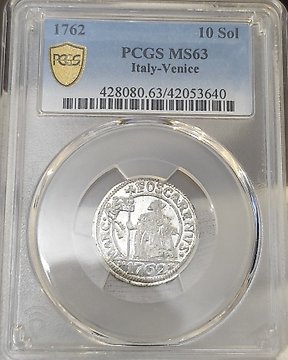 1762 10 Sol
PCGS PCGS MS63
Italy-Venice
428080.63/42053640
FOSCARENVS
1762